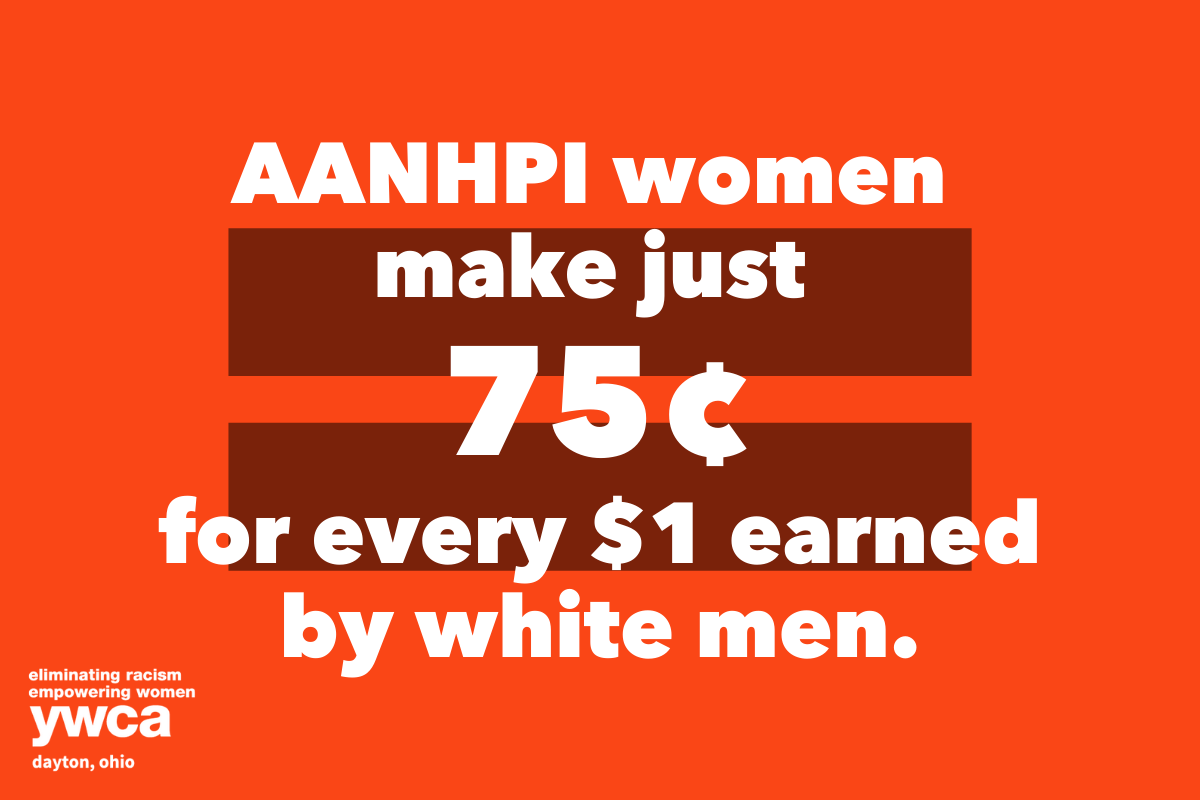 AANHPI women
make just
75¢
for every $1 earned
by white men.
eliminating racism
empowering women
ywca
dayton, ohio